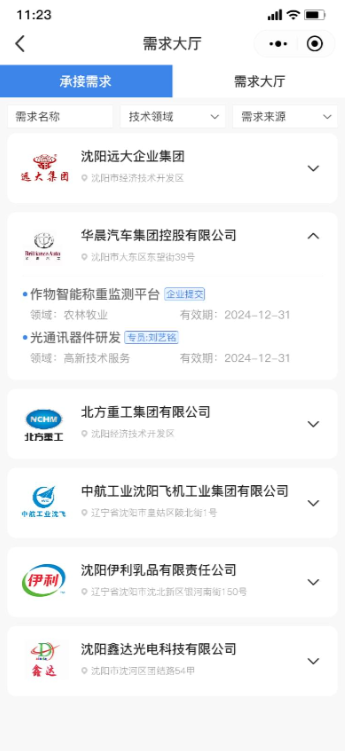 11:23
需求大厅
承接需求
需求大厅
需求名称
技术领域
需求来源
沈阳远大企业集团
远大集团
沈阳市经济技术开发区
华晨汽车集团控股有限公司
沈阳市大东区东望街39号
作物智能称重监测平台 企业提交
领域：农林牧业 有效期：2024-12-31
光通讯器件研发 专员:刘艺铭
领域：高新技术服务 有效期：2024-12-31
北方重工集团有限公司
NCHM
北方重工
沈阳经济技术开发区
中航工业沈阳飞机工业集团有限公司
中航工业沈飞
辽宁省沈阳市皇姑区陵北街1号
沈阳伊利乳品有限责任公司
伊利
辽宁省沈阳市沈北新区银河南街150号
沈阳鑫达光电科技有限公司
鑫达
沈阳市沈河区团结路54甲